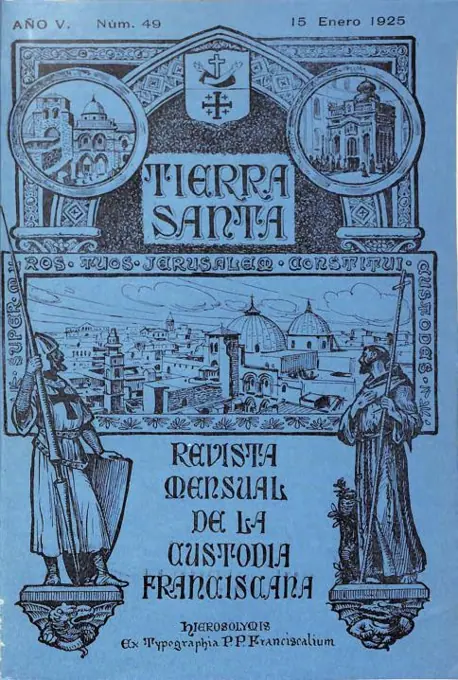 AÑO V. Núm. 49 15 Enero 1925
TIERRA
SANTA
SUPER MUROS TUOS JERUSALEM CONSTITUI CUSTODES
REVISTA
MENSUAL
DE LA
CUSTODIA
FRANCISCANA
HIEROSOLYMIS
Ex Typographia P.P. Franciscalium